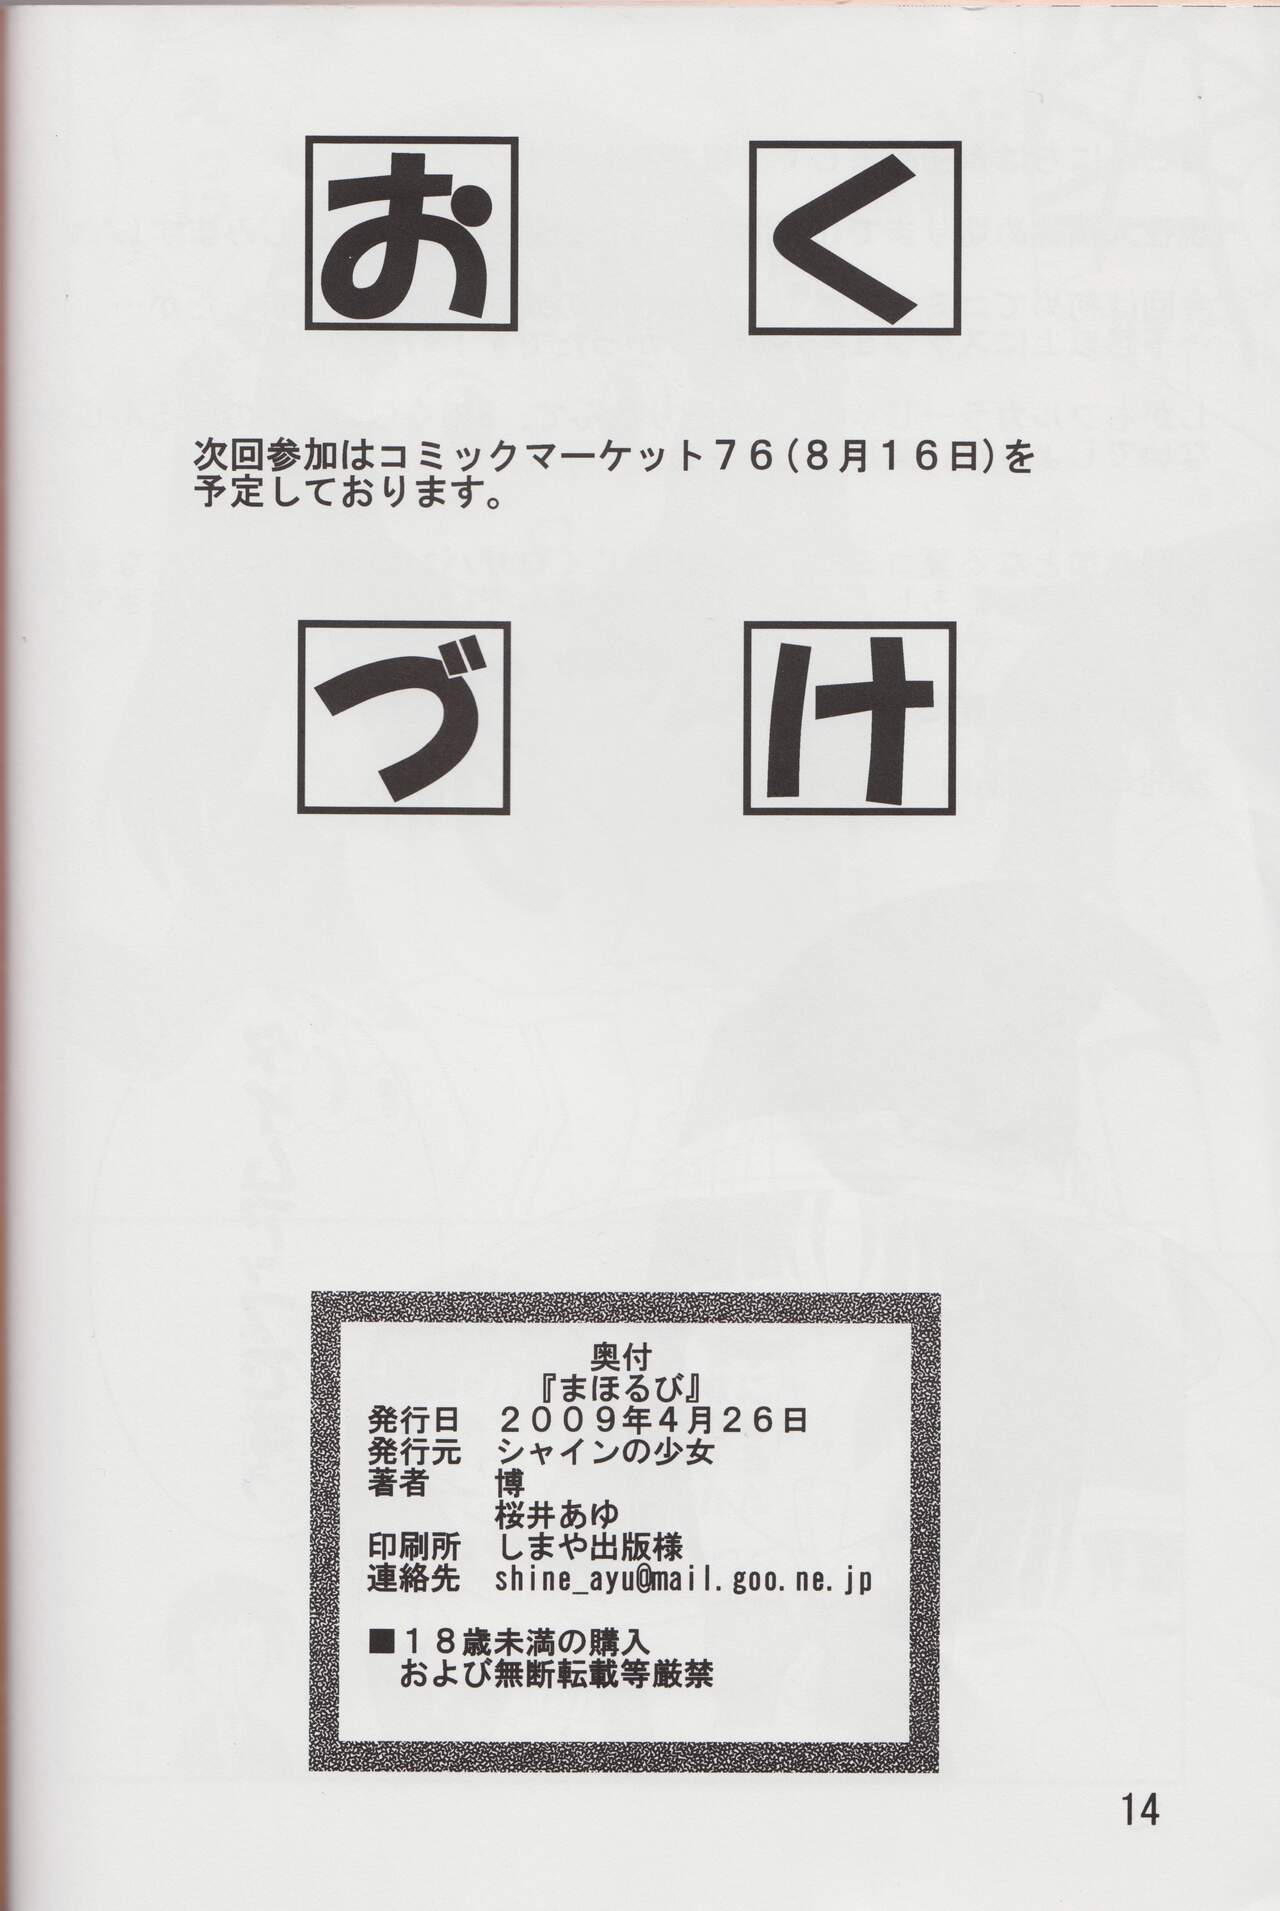 おく
次回参加はコミックマーケット７６(８月１６日)を
予定しております。
づけ
奥付
『まほるび』
発行日　２００９年４月２６日
発行元　シャインの少女
著者　　博
桜井あゆ
印刷所　しまや出版様
連絡先　shine_ayu@mail.goo.ne.jp
■１８歳未満の購入
および無断転載等厳禁
14